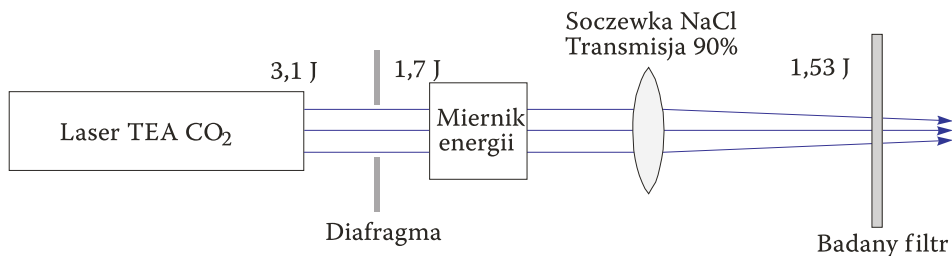 Soczewka NaCl
Transmisja 90%
3,1 J
1,7 J
1,53 J
Laser TEA CO₂
Miernik
energii
Diafragma
Badany filtr